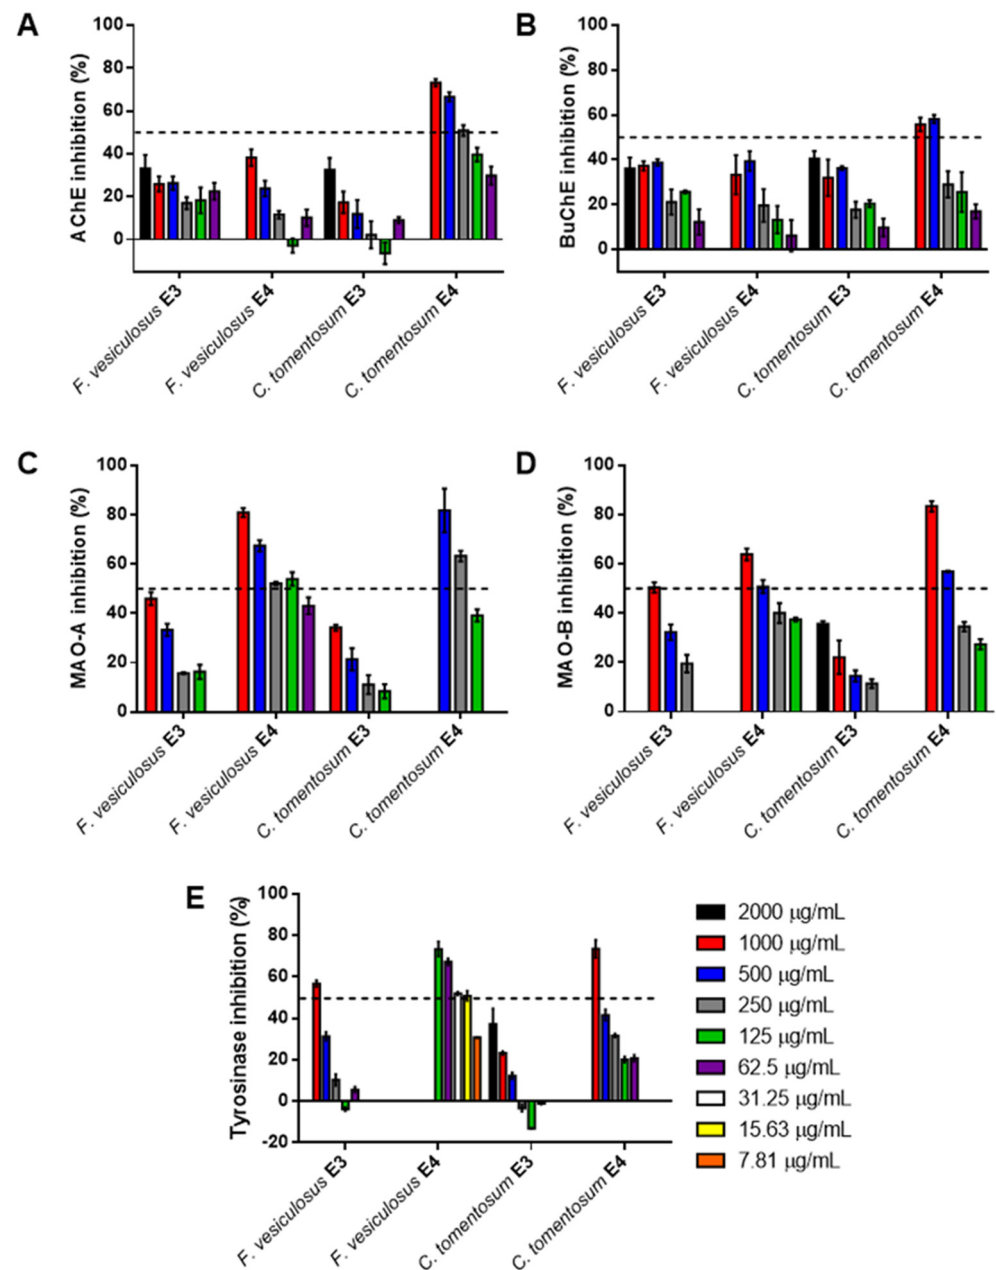 A
AChE inhibition (%)
100
80
60
40
20
0
F. vesiculosus E3
F. vesiculosus E4
C. tomentosum E3
C. tomentosum E4
B
BuChE inhibition (%)
100
80
60
40
20
0
F. vesiculosus E3
F. vesiculosus E4
C. tomentosum E3
C. tomentosum E4
C
MAO-A inhibition (%)
100
80
60
40
20
0
F. vesiculosus E3
F. vesiculosus E4
C. tomentosum E3
C. tomentosum E4
D
MAO-B inhibition (%)
100
80
60
40
20
0
F. vesiculosus E3
F. vesiculosus E4
C. tomentosum E3
C. tomentosum E4
E
Tyrosinase inhibition (%)
100
80
60
40
20
0
-20
F. vesiculosus E3
F. vesiculosus E4
C. tomentosum E3
C. tomentosum E4
2000 μg/mL
1000 μg/mL
500 μg/mL
250 μg/mL
125 μg/mL
62.5 μg/mL
31.25 μg/mL
15.63 μg/mL
7.81 μg/mL